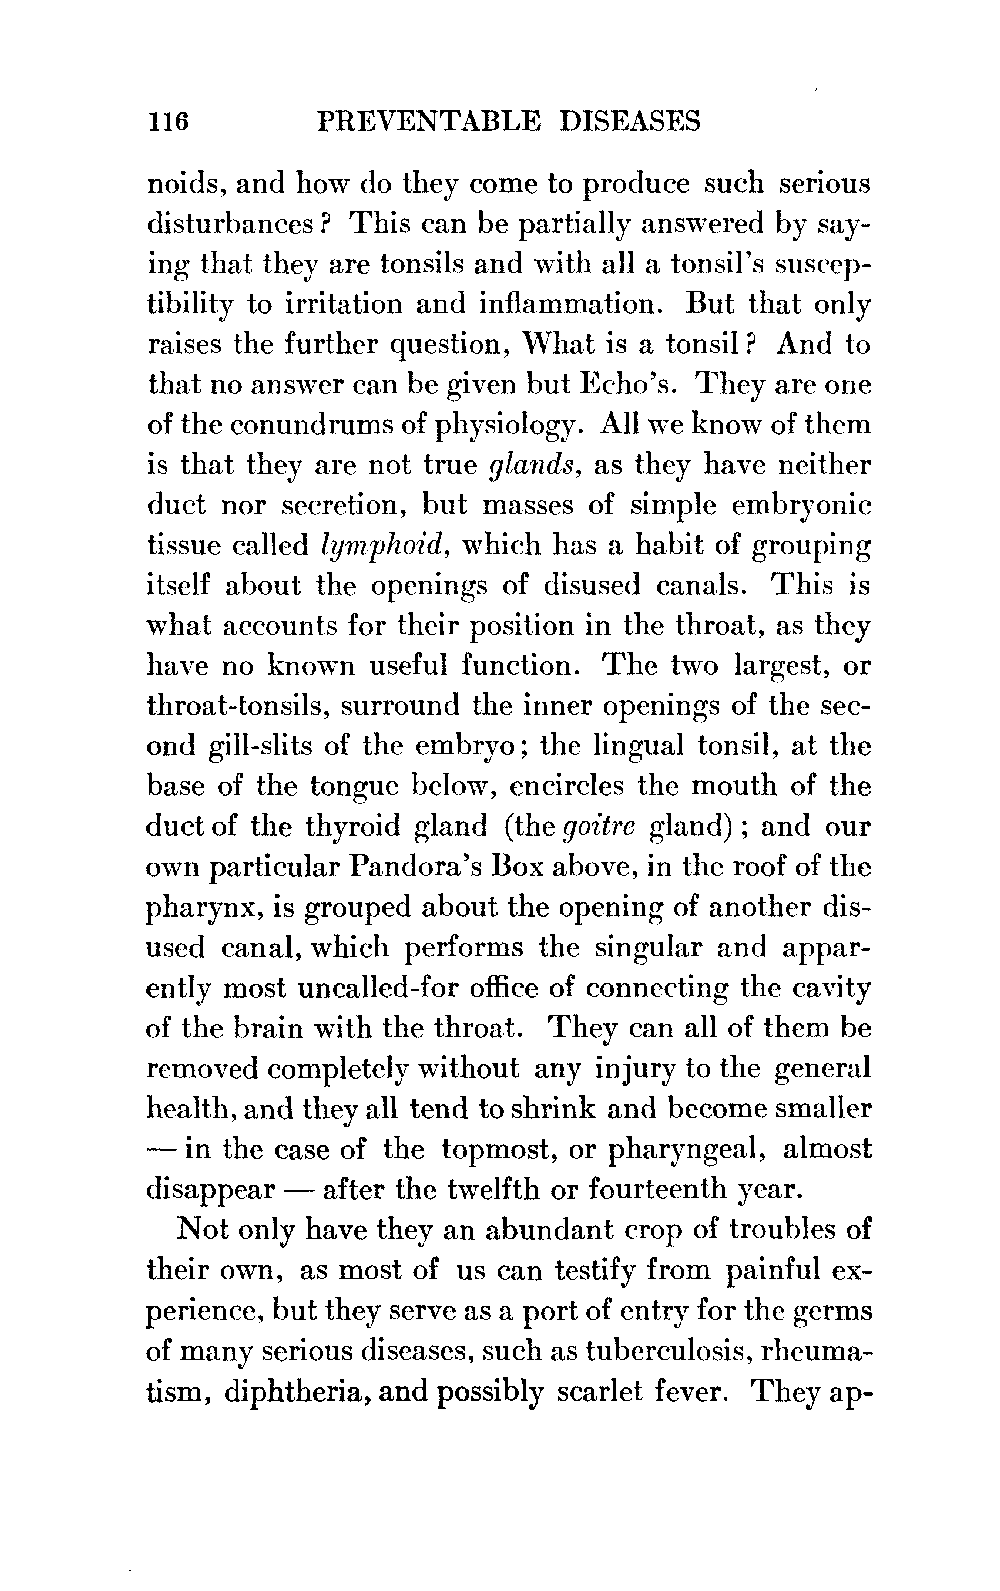 116 PREVENTABLE DISEASES
noids, and how do they come to produce such serious
disturbances? This can be partially answered by say-
ing that they are tonsils and with all a tonsil's suscep-
tibility to irritation and inflammation. But that only
raises the further question, What is a tonsil? And to
that no answer can be given but Echo's. They are one
of the conundrums of physiology. All we know of them
is that they are not true glands, as they have neither
duct nor secretion, but masses of simple embryonic
tissue called lymphoid, which has a habit of grouping
itself about the openings of disused canals. This is
what accounts for their position in the throat, as they
have no known useful function. The two largest, or
throat-tonsils, surround the inner openings of the sec-
ond gill-slits of the embryo; the lingual tonsil, at the
base of the tongue below, encircles the mouth of the
duct of the thyroid gland (the goitre gland); and our
own particular Pandora's Box above, in the roof of the
pharynx, is grouped about the opening of another dis-
used canal, which performs the singular and appar-
ently most uncalled-for office of connecting the cavity
of the brain with the throat. They can all of them be
removed completely without any injury to the general
health, and they all tend to shrink and become smaller
— in the case of the topmost, or pharyngeal, almost
disappear — after the twelfth or fourteenth year.
Not only have they an abundant crop of troubles of
their own, as most of us can testify from painful ex-
perience, but they serve as a port of entry for the germs
of many serious diseases, such as tuberculosis, rheuma-
tism, diphtheria, and possibly scarlet fever. They ap-